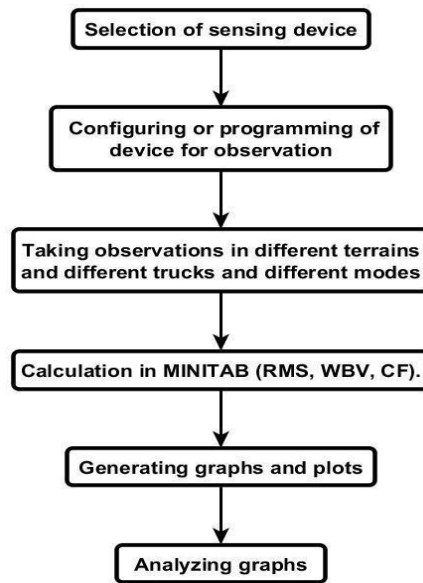 Selection of sensing device
Configuring or programming of
device for observation
Taking observations in different terrains
and different trucks and different modes
Calculation in MINITAB (RMS, WBV, CF).
Generating graphs and plots
Analyzing graphs